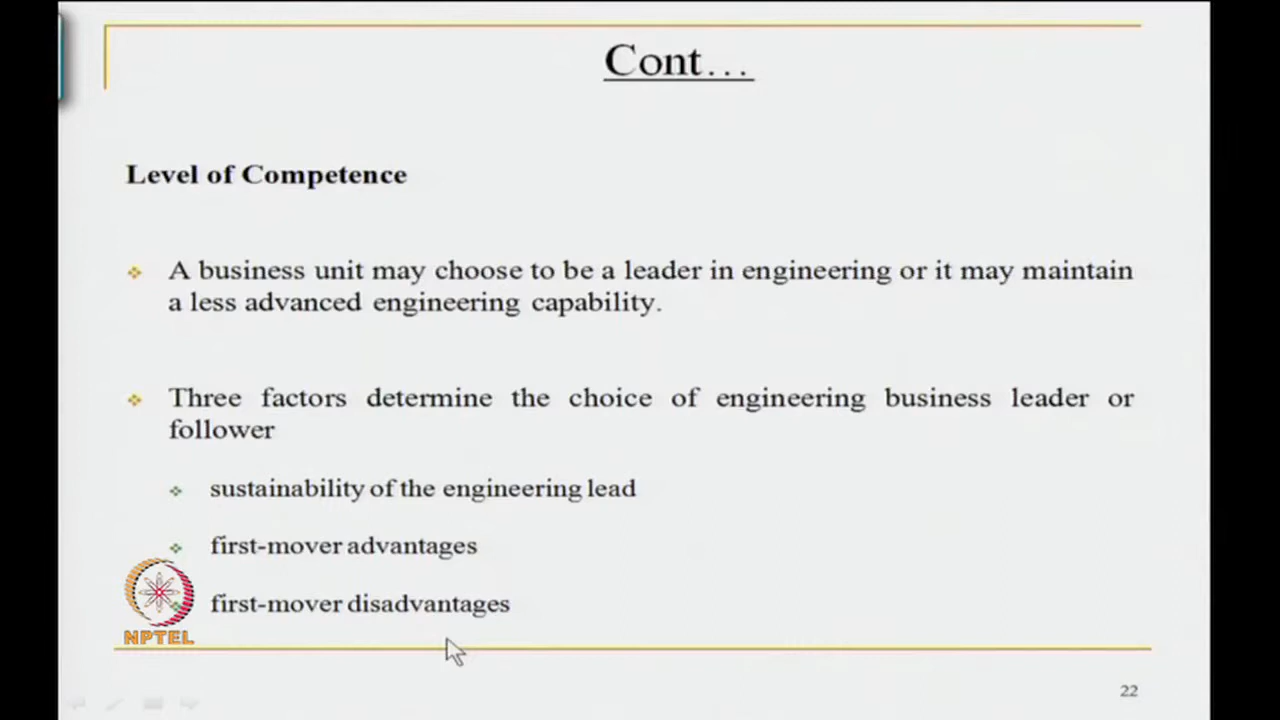 Cont...
Level of Competence
A business unit may choose to be a leader in engineering or it may maintain
a less advanced engineering capability.
Three factors determine the choice of engineering business leader or
follower
sustainability of the engineering lead
first-mover advantages
first-mover disadvantages
NPTEL
22